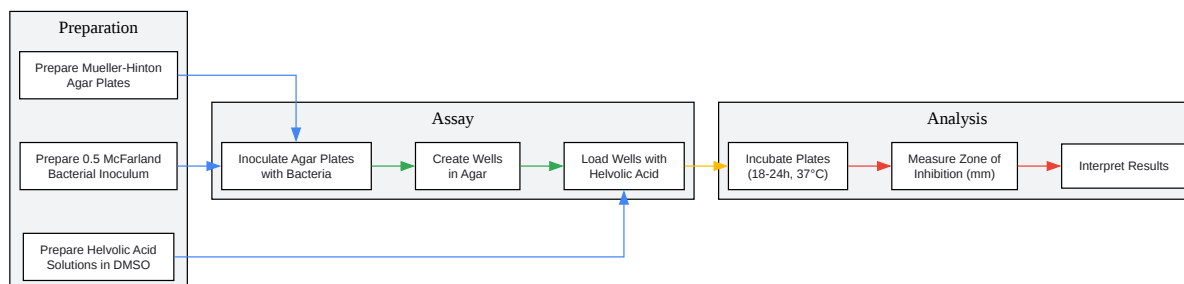 Preparation
Prepare Mueller-Hinton
Agar Plates
Prepare 0.5 McFarland
Bacterial Inoculum
Prepare Helvolic Acid
Solutions in DMSO
Assay
Inoculate Agar Plates
with Bacteria
Create Wells
in Agar
Load Wells with
Helvolic Acid
Analysis
Incubate Plates
(18-24h, 37°C)
Measure Zone of
Inhibition (mm)
Interpret Results